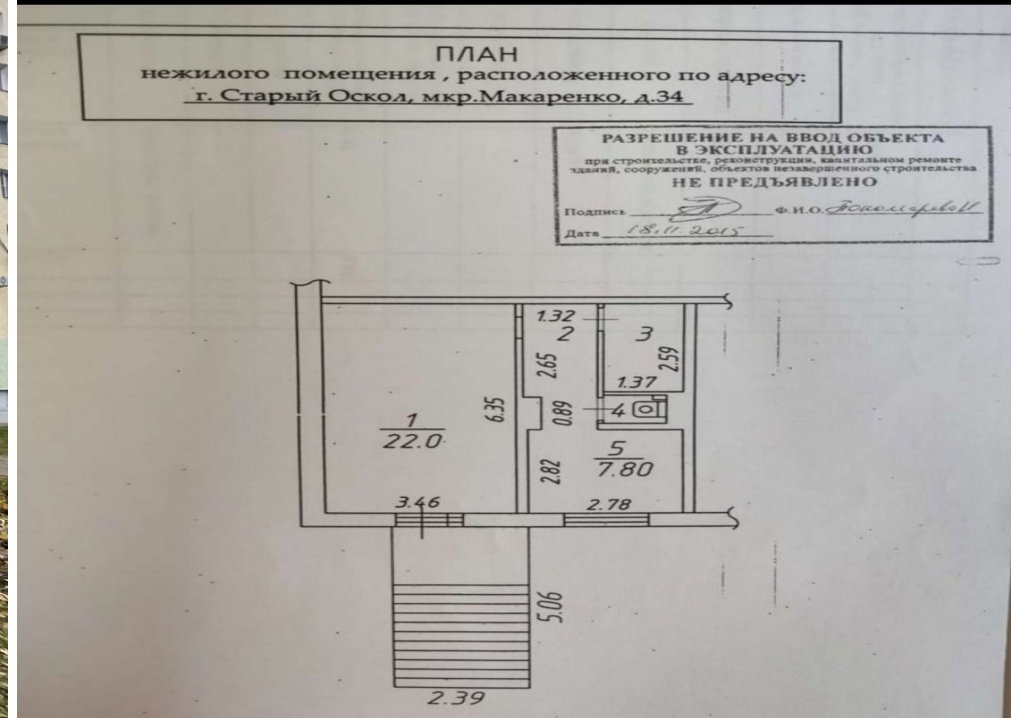 ПЛАН
нежилого помещения , расположенного по адресу:
г. Старый Оскол, мкр.Макаренко, д.34
РАЗРЕШЕНИЕ НА ВВОД ОБЪЕКТА
В ЭКСПЛУАТАЦИЮ
при строительстве, реконструкции, капитальном ремонте
зданий, сооружений, объектов незавершенного строительства
НЕ ПРЕДЪЯВЛЕНО
Подпись Ф.И.О.
Дата 18.11.2015
1.32
2
3
2.65
2.59
1.37
1
22.0
6.35
0.89
4
5
7.80
2.82
3.46
2.78
5.06
2.39